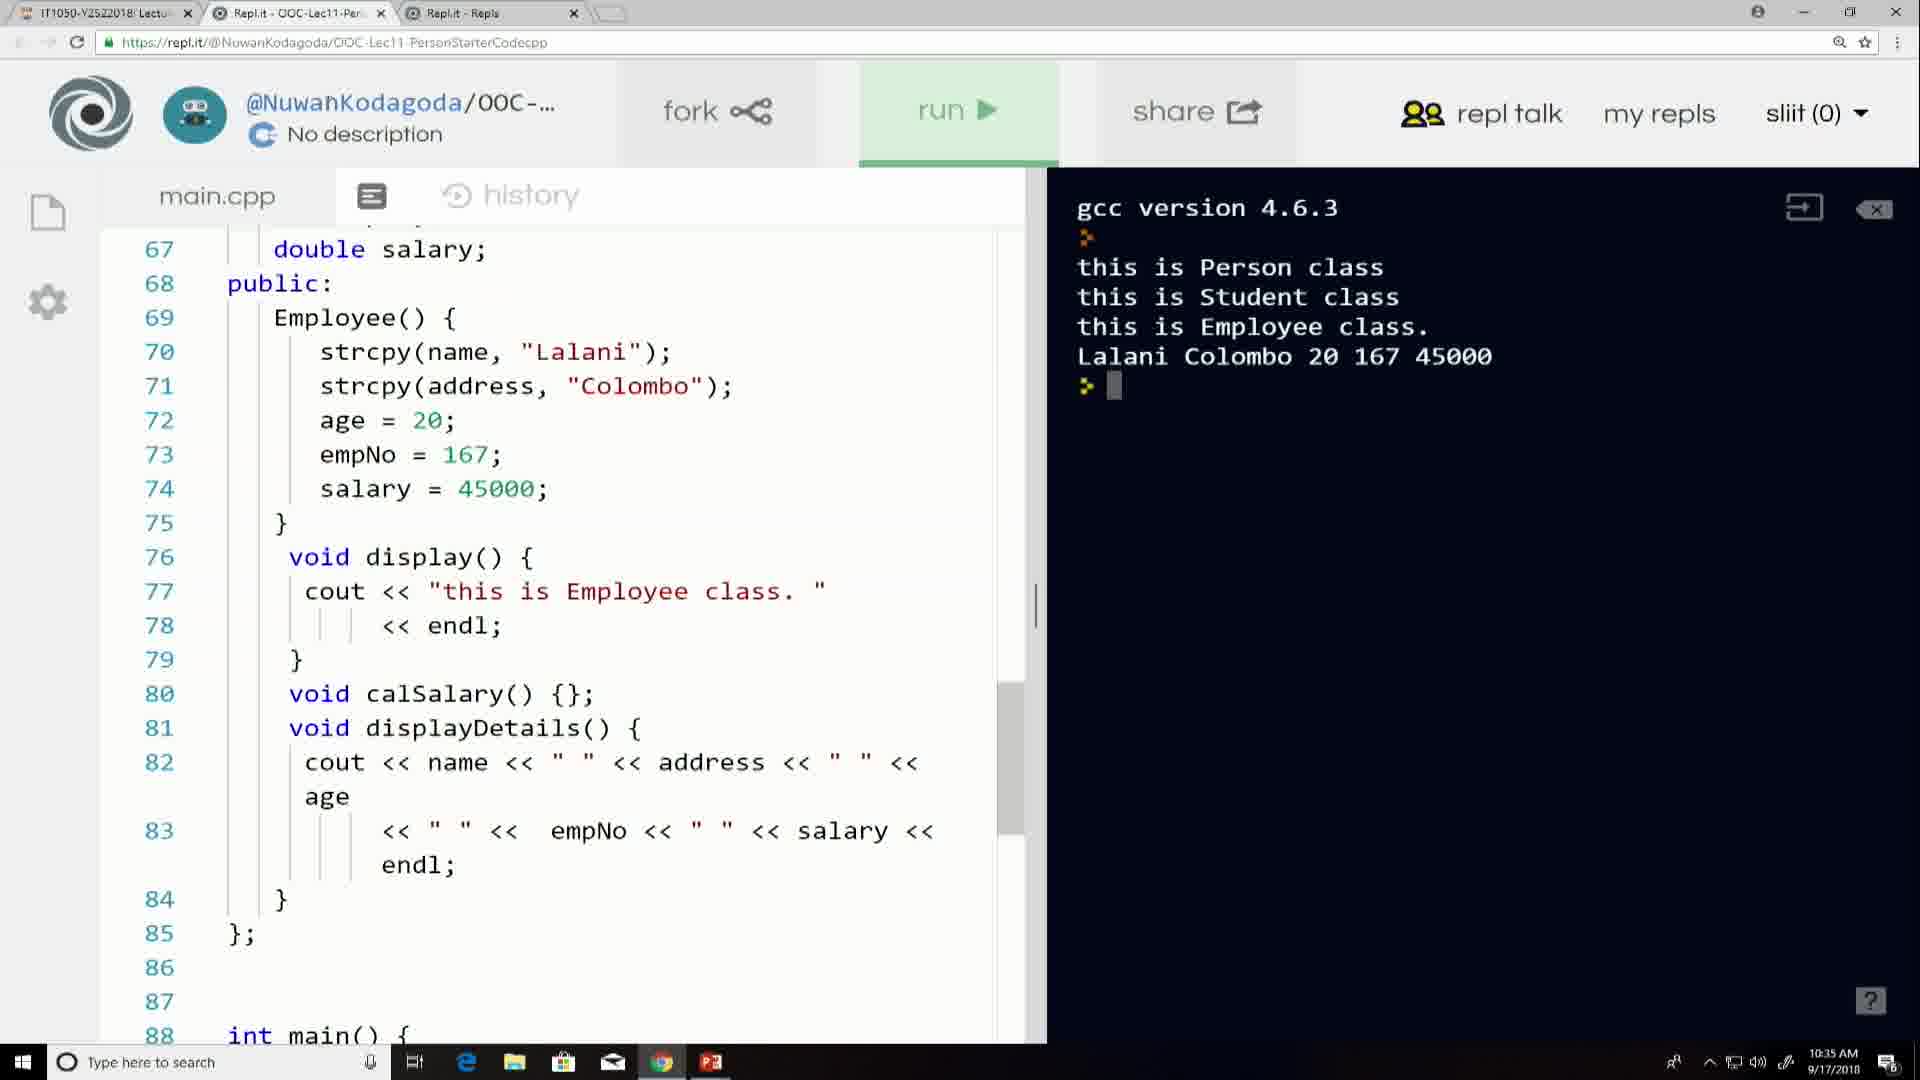 IT1050-Y2S22018: Lectu
Repl.it - OOC-Lec11-Per
Repl.it - Repls
https://repl.it/@NuwanKodagoda/OOC-Lec11-PersonStarterCodecpp
@NuwanKodagoda/OOC-...
No description
fork
run
share
repl talk
my repls
sliit (0)
main.cpp
history
67 double salary;
68 public:
69 Employee() {
70 strcpy(name, "Lalani");
71 strcpy(address, "Colombo");
72 age = 20;
73 empNo = 167;
74 salary = 45000;
75 }
76 void display() {
77 cout << "this is Employee class. "
78 << endl;
79 }
80 void calSalary() {};
81 void displayDetails() {
82 cout << name << " " << address << " " <<
age
83 << " " << empNo << " " << salary <<
endl;
84 }
85 };
86
87
88 int main() {
gcc version 4.6.3
this is Person class
this is Student class
this is Employee class.
Lalani Colombo 20 167 45000
?
Type here to search
10:35 AM
9/17/2018